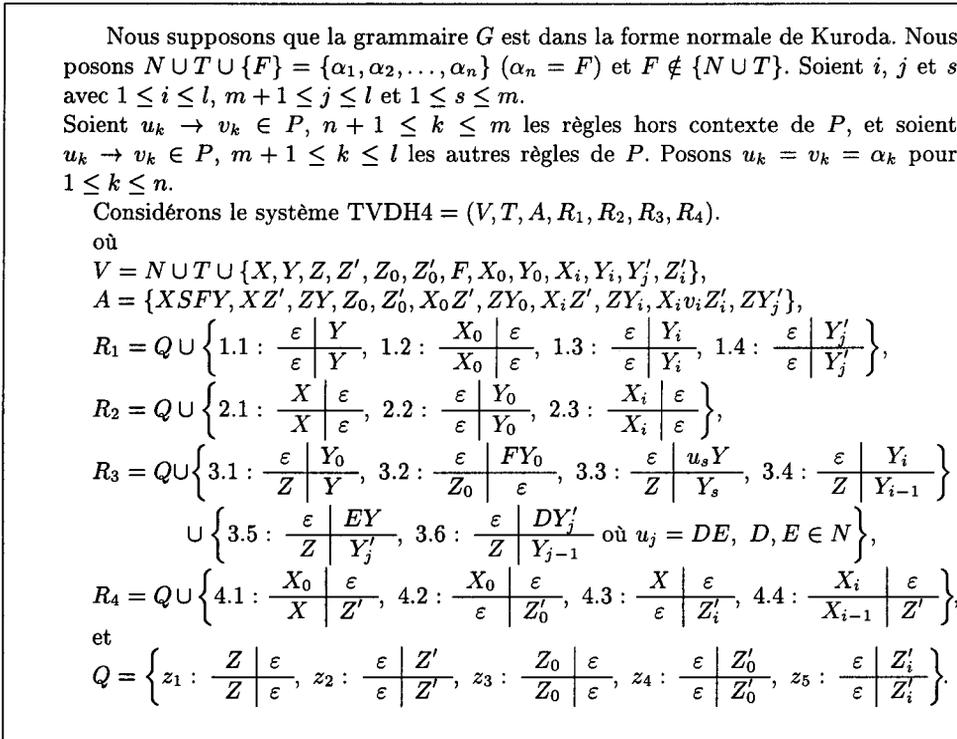 Nous supposons que la grammaire G est dans la forme normale de Kuroda. Nous
posons N ∪ T ∪ {F} = {α₁, α₂, . . . , αₙ} (αₙ = F) et F ∉ {N ∪ T}. Soient i, j et s
avec 1 ≤ i ≤ l, m + 1 ≤ j ≤ l et 1 ≤ s ≤ m.
Soient uₖ → vₖ ∈ P, n + 1 ≤ k ≤ m les règles hors contexte de P, et soient
uₖ → vₖ ∈ P, m + 1 ≤ k ≤ l les autres règles de P. Posons uₖ = vₖ = αₖ pour
1 ≤ k ≤ n.
Considérons le système TVDH4 = (V, T, A, R₁, R₂, R₃, R₄).
où
V = N ∪ T ∪ {X, Y, Z, Z′, Z₀, Z′₀, F, X₀, Y₀, Xᵢ, Yᵢ, Y′ⱼ, Z′ᵢ},
A = {XSFY, XZ′, ZY, Z₀, Z′₀, X₀Z′, ZY₀, XᵢZ′, ZYᵢ, XᵢvᵢZ′ᵢ, ZY′ⱼ},
R₁ = Q ∪ { 1.1 : ε | Y / ε | Y , 1.2 : X₀ | ε / X₀ | ε , 1.3 : ε | Yᵢ / ε | Yᵢ , 1.4 : ε | Y′ⱼ / ε | Y′ⱼ },
R₂ = Q ∪ { 2.1 : X | ε / X | ε , 2.2 : ε | Y₀ / ε | Y₀ , 2.3 : Xᵢ | ε / Xᵢ | ε },
R₃ = Q ∪ { 3.1 : ε | Y₀ / Z | Y , 3.2 : ε | FY₀ / Z₀ | ε , 3.3 : ε | uₛY / Z | Yₛ , 3.4 : ε | Yᵢ / Z | Yᵢ₋₁ }
∪ { 3.5 : ε | EY / Z | Y′ⱼ , 3.6 : ε | DY′ⱼ / Z | Yⱼ₋₁ où uⱼ = DE, D, E ∈ N },
R₄ = Q ∪ { 4.1 : X₀ | ε / X | Z′ , 4.2 : X₀ | ε / ε | Z′₀ , 4.3 : X | ε / ε | Z′ᵢ , 4.4 : Xᵢ | ε / Xᵢ₋₁ | Z′ },
et
Q = { z₁ : Z | ε / Z | ε , z₂ : ε | Z′ / ε | Z′ , z₃ : Z₀ | ε / Z₀ | ε , z₄ : ε | Z′₀ / ε | Z′₀ , z₅ : ε | Z′ᵢ / ε | Z′ᵢ }.